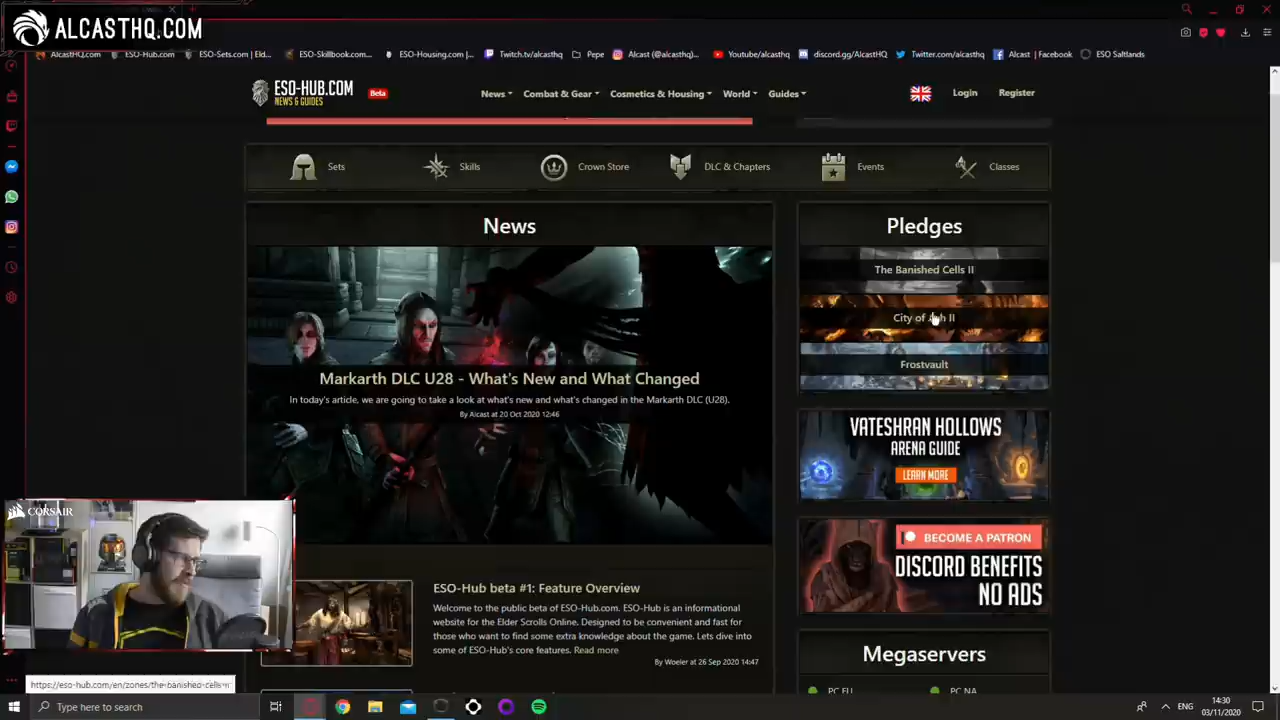 ALCASTHQ.COM
AlcastHQ.com
ESO-Hub.com
ESO-Sets.com | Eld...
ESO-Skillbook.com...
ESO-Housing.com |...
Twitch.tv/alcasthq
Pepe
Alcast (@alcasthq)...
Youtube/alcasthq
discord.gg/AlcastHQ
Twitter.com/alcasthq
Alcast | Facebook
ESO Saltlands
ESO-HUB.COM
NEWS & GUIDES
Beta
News
Combat & Gear
Cosmetics & Housing
World
Guides
Login
Register
Sets
Skills
Crown Store
DLC & Chapters
Events
Classes
News
Pledges
The Banished Cells II
City of Ash II
Frostvault
Markarth DLC U28 - What's New and What Changed
In today's article, we are going to take a look at what's new and what's changed in the Markarth DLC (U28).
By Alcast at 20 Oct 2020 12:46
VATESHRAN HOLLOWS
ARENA GUIDE
LEARN MORE
BECOME A PATRON
DISCORD BENEFITS
NO ADS
CORSAIR
ESO-Hub beta #1: Feature Overview
Welcome to the public beta of ESO-Hub.com. ESO-Hub is an informational
website for the Elder Scrolls Online. Designed to be convenient and fast for
those who want to find some extra knowledge about the game. Lets dive into
some of ESO-Hub's core features. Read more
By Woeler at 26 Sep 2020 14:47
Megaservers
PC EU
PC NA
https://eso-hub.com/en/zones/the-banished-cells-ii
Type here to search
ENG
14:30
03/11/2020